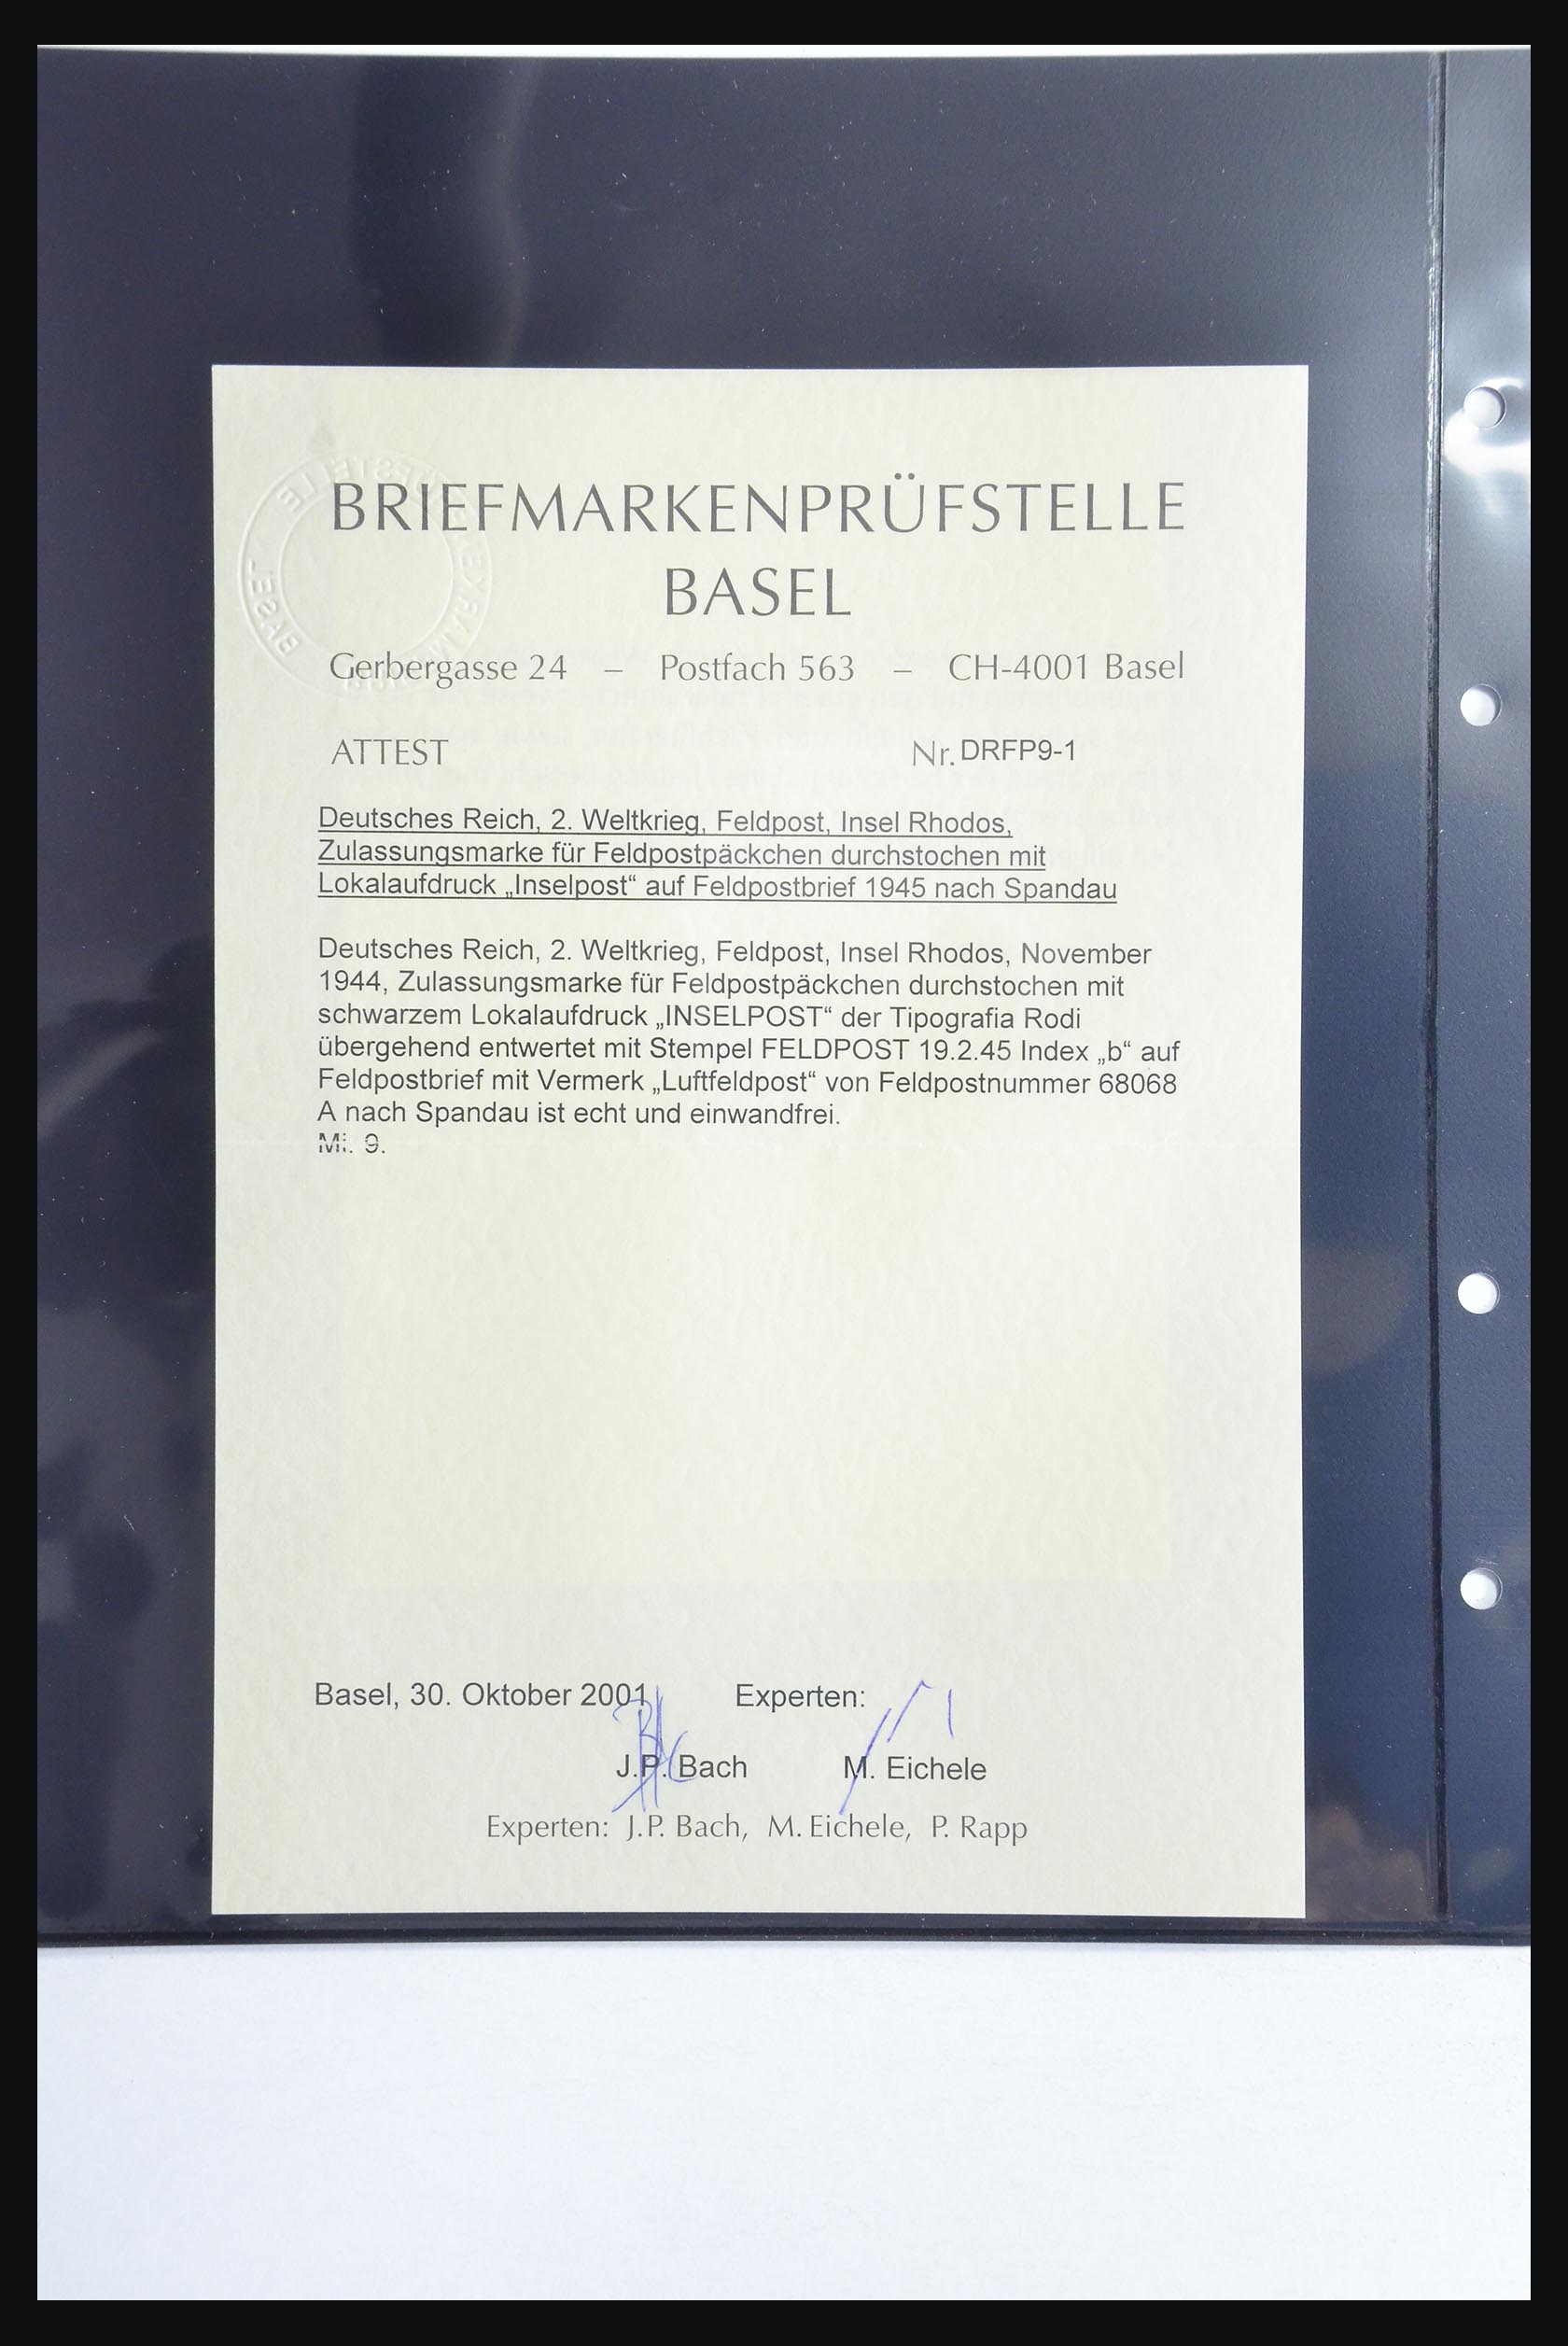 BRIEFMARKENPRÜFSTELLE
BASEL
Gerbergasse 24 – Postfach 563 – CH-4001 Basel
ATTEST Nr. DRFP9-1
Deutsches Reich, 2. Weltkrieg, Feldpost, Insel Rhodos,
Zulassungsmarke für Feldpostpäckchen durchstochen mit
Lokalaufdruck „Inselpost“ auf Feldpostbrief 1945 nach Spandau
Deutsches Reich, 2. Weltkrieg, Feldpost, Insel Rhodos, November
1944, Zulassungsmarke für Feldpostpäckchen durchstochen mit
schwarzem Lokalaufdruck „INSELPOST“ der Tipografia Rodi
übergehend entwertet mit Stempel FELDPOST 19.2.45 Index „b“ auf
Feldpostbrief mit Vermerk „Luftfeldpost“ von Feldpostnummer 68068
A nach Spandau ist echt und einwandfrei.
Mi. 9.
Basel, 30. Oktober 2001 Experten:
J.P. Bach M. Eichele
Experten: J.P. Bach, M. Eichele, P. Rapp